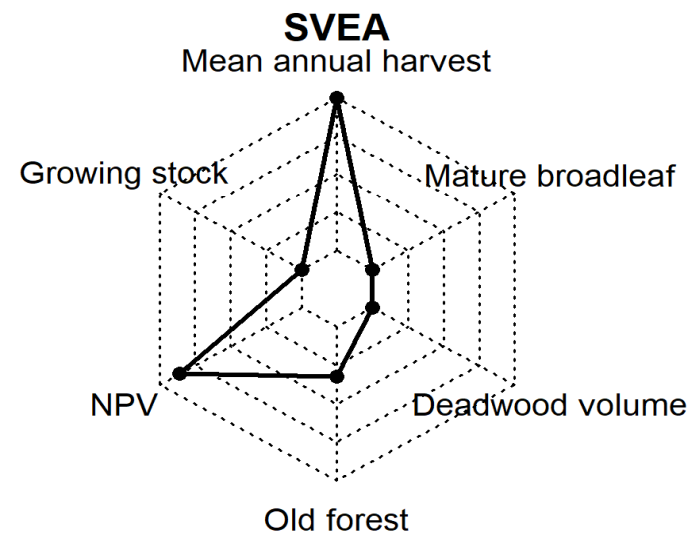 SVEA
Mean annual harvest
Growing stock
Mature broadleaf
NPV
Deadwood volume
Old forest